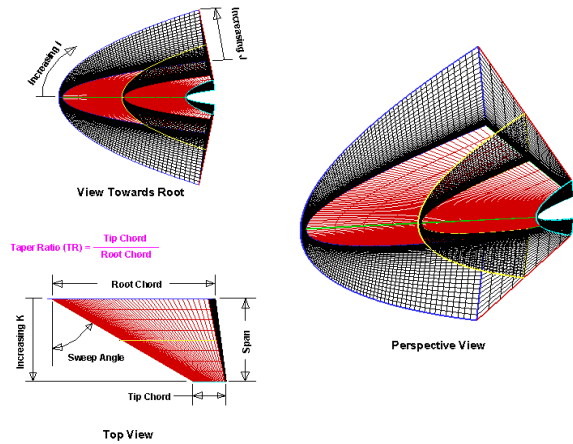 Increasing I
Increasing J
View Towards Root
Taper Ratio (TR) = Tip Chord
Root Chord
Root Chord
Increasing K
Sweep Angle
Span
Tip Chord
Top View
Perspective View